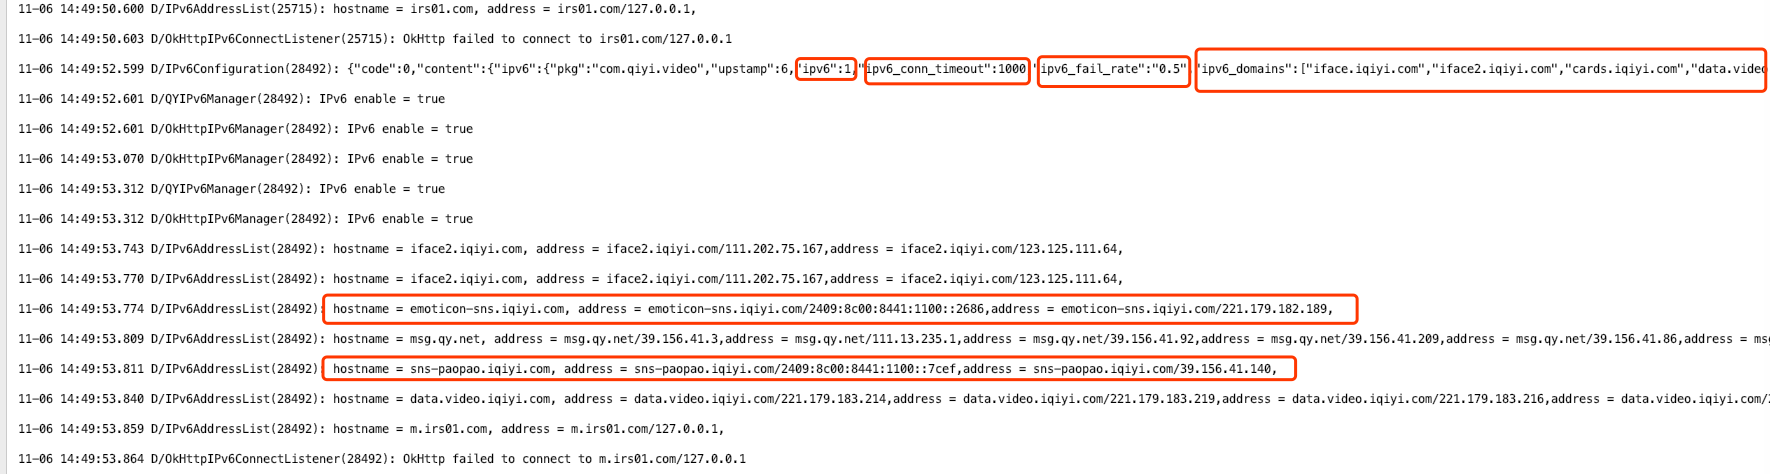 11-06 14:49:50.600 D/IPv6AddressList(25715): hostname = irs01.com, address = irs01.com/127.0.0.1,
11-06 14:49:50.603 D/OkHttpIPv6ConnectListener(25715): OkHttp failed to connect to irs01.com/127.0.0.1
11-06 14:49:52.599 D/IPv6Configuration(28492): {"code":0,"content":{"ipv6":{"pkg":"com.qiyi.video","upstamp":6,"ipv6":1,"ipv6_conn_timeout":1000,"ipv6_fail_rate":"0.5","ipv6_domains":["iface.iqiyi.com","iface2.iqiyi.com","cards.iqiyi.com","data.video
11-06 14:49:52.601 D/QYIPv6Manager(28492): IPv6 enable = true
11-06 14:49:52.601 D/OkHttpIPv6Manager(28492): IPv6 enable = true
11-06 14:49:53.070 D/OkHttpIPv6Manager(28492): IPv6 enable = true
11-06 14:49:53.312 D/QYIPv6Manager(28492): IPv6 enable = true
11-06 14:49:53.312 D/OkHttpIPv6Manager(28492): IPv6 enable = true
11-06 14:49:53.743 D/IPv6AddressList(28492): hostname = iface2.iqiyi.com, address = iface2.iqiyi.com/111.202.75.167,address = iface2.iqiyi.com/123.125.111.64,
11-06 14:49:53.770 D/IPv6AddressList(28492): hostname = iface2.iqiyi.com, address = iface2.iqiyi.com/111.202.75.167,address = iface2.iqiyi.com/123.125.111.64,
11-06 14:49:53.774 D/IPv6AddressList(28492): hostname = emoticon-sns.iqiyi.com, address = emoticon-sns.iqiyi.com/2409:8c00:8441:1100::2686,address = emoticon-sns.iqiyi.com/221.179.182.189,
11-06 14:49:53.809 D/IPv6AddressList(28492): hostname = msg.qy.net, address = msg.qy.net/39.156.41.3,address = msg.qy.net/111.13.235.1,address = msg.qy.net/39.156.41.92,address = msg.qy.net/39.156.41.209,address = msg.qy.net/39.156.41.86,address = msg
11-06 14:49:53.811 D/IPv6AddressList(28492): hostname = sns-paopao.iqiyi.com, address = sns-paopao.iqiyi.com/2409:8c00:8441:1100::7cef,address = sns-paopao.iqiyi.com/39.156.41.140,
11-06 14:49:53.840 D/IPv6AddressList(28492): hostname = data.video.iqiyi.com, address = data.video.iqiyi.com/221.179.183.214,address = data.video.iqiyi.com/221.179.183.219,address = data.video.iqiyi.com/221.179.183.216,address = data.video.iqiyi.com/
11-06 14:49:53.859 D/IPv6AddressList(28492): hostname = m.irs01.com, address = m.irs01.com/127.0.0.1,
11-06 14:49:53.864 D/OkHttpIPv6ConnectListener(28492): OkHttp failed to connect to m.irs01.com/127.0.0.1